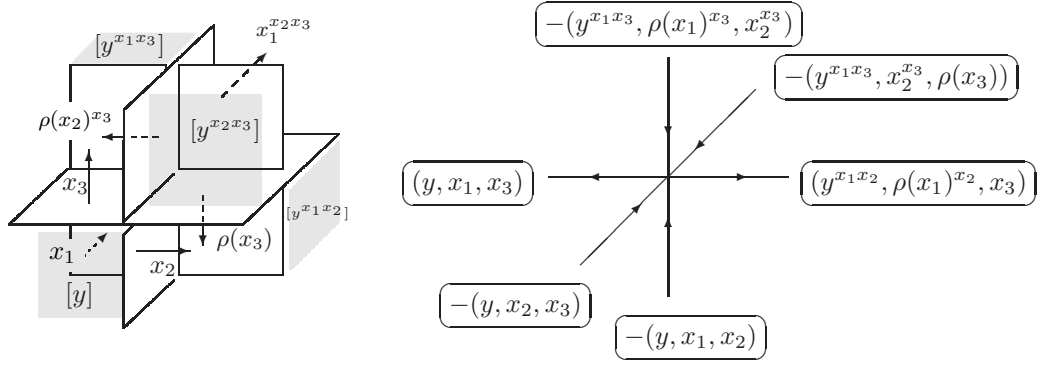 [y^{x_1x_3}]
x_1^{x_2x_3}
ρ(x_2)^{x_3}
[y^{x_2x_3}]
x_3
[y^{x_1x_2}]
x_1
x_2
ρ(x_3)
[y]
−(y^{x_1x_3}, ρ(x_1)^{x_3}, x_2^{x_3})
−(y^{x_1x_3}, x_2^{x_3}, ρ(x_3))
(y, x_1, x_3)
(y^{x_1x_2}, ρ(x_1)^{x_2}, x_3)
−(y, x_2, x_3)
−(y, x_1, x_2)